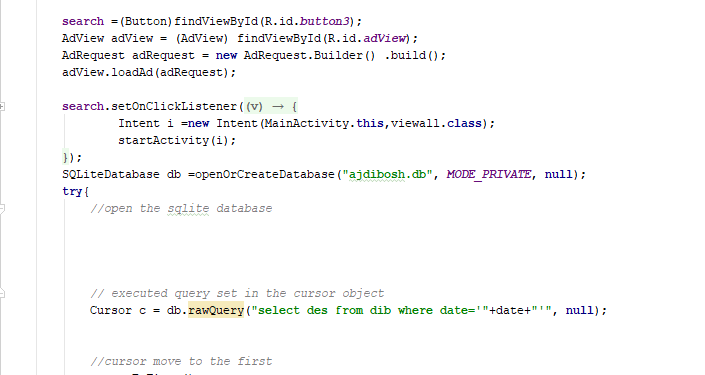 search =(Button)findViewById(R.id.button3);
AdView adView = (AdView) findViewById(R.id.adView);
AdRequest adRequest = new AdRequest.Builder() .build();
adView.loadAd(adRequest);
search.setOnClickListener((v) → {
Intent i =new Intent(MainActivity.this,viewall.class);
startActivity(i);
});
SQLiteDatabase db =openOrCreateDatabase("ajdibosh.db", MODE_PRIVATE, null);
try{
//open the sqlite database
// executed query set in the cursor object
Cursor c = db.rawQuery("select des from dib where date='"+date+"'", null);
//cursor move to the first